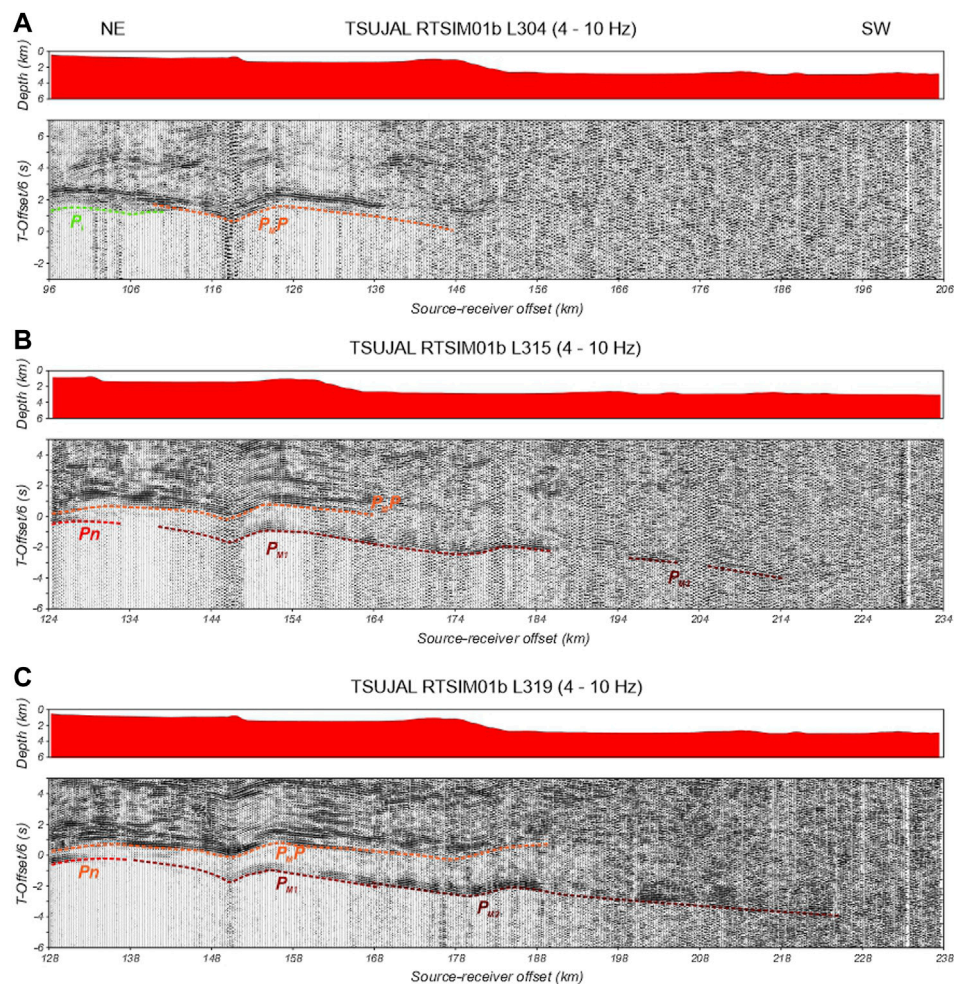 A
NE TSUJAL RTSIM01b L304 (4 - 10 Hz) SW
Depth (km)
0
2
4
6
T-Offset/6 (s)
4
2
0
-2
P
PMP
96 106 116 126 136 146 156 166 176 186 196 206
Source-receiver offset (km)
B
TSUJAL RTSIM01b L315 (4 - 10 Hz)
Depth (km)
0
2
4
6
T-Offset/6 (s)
4
2
0
-2
-4
-6
PMP
Pn
PM1
PM2
124 134 144 154 164 174 184 194 204 214 224 234
Source-receiver offset (km)
C
TSUJAL RTSIM01b L319 (4 - 10 Hz)
Depth (km)
0
2
4
6
T-Offset/6 (s)
4
2
0
-2
-4
-6
PMP
Pn
PM1
PM2
128 138 148 158 168 178 188 198 208 218 228 238
Source-receiver offset (km)